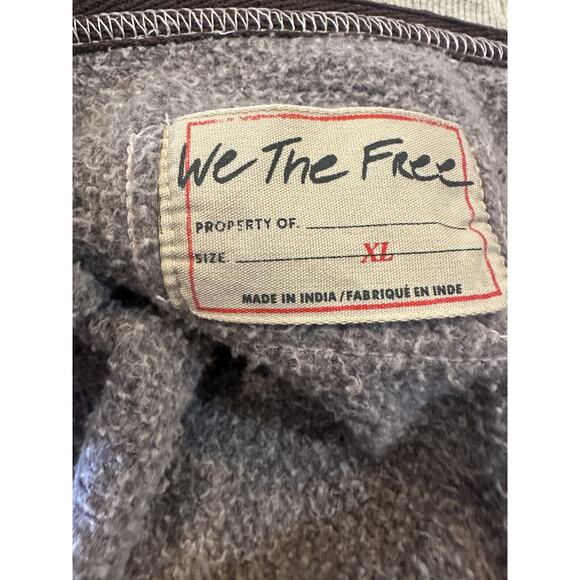 We The Free
PROPERTY OF.
SIZE XL
MADE IN INDIA / FABRIQUÉ EN INDE